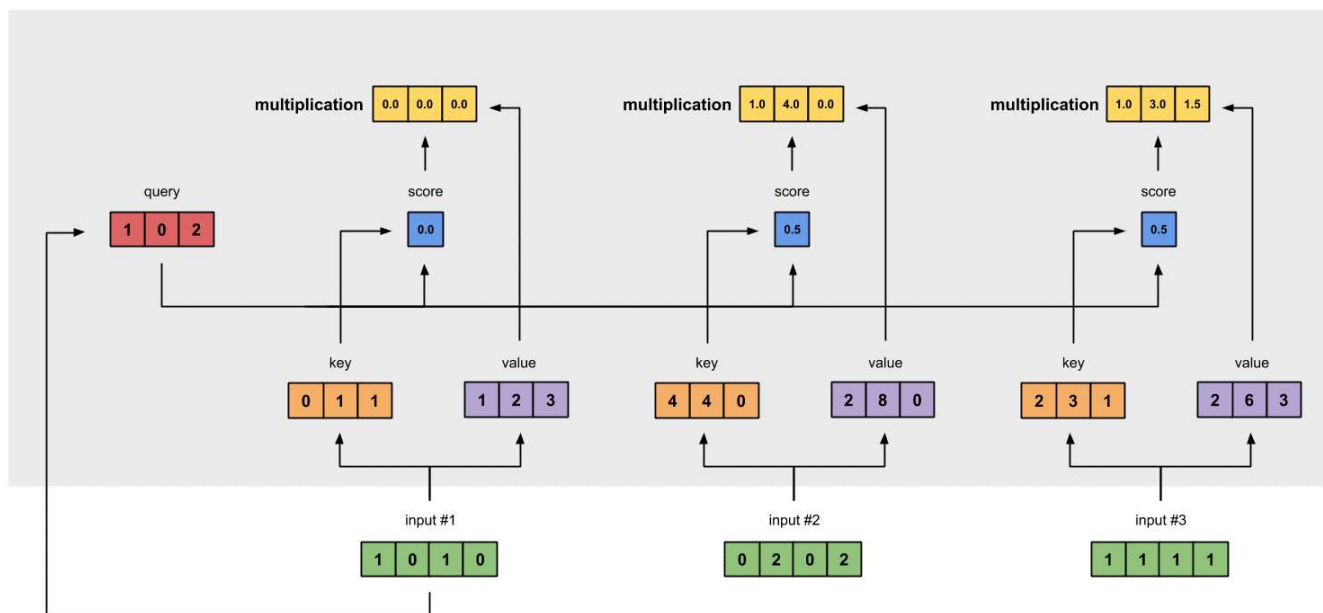 multiplication 0.0 0.0 0.0 multiplication 1.0 4.0 0.0 multiplication 1.0 3.0 1.5
query score score score
1 0 2 0.0 0.5 0.5
key value key value key value
0 1 1 1 2 3 4 4 0 2 8 0 2 3 1 2 6 3
input #1 input #2 input #3
1 0 1 0 0 2 0 2 1 1 1 1